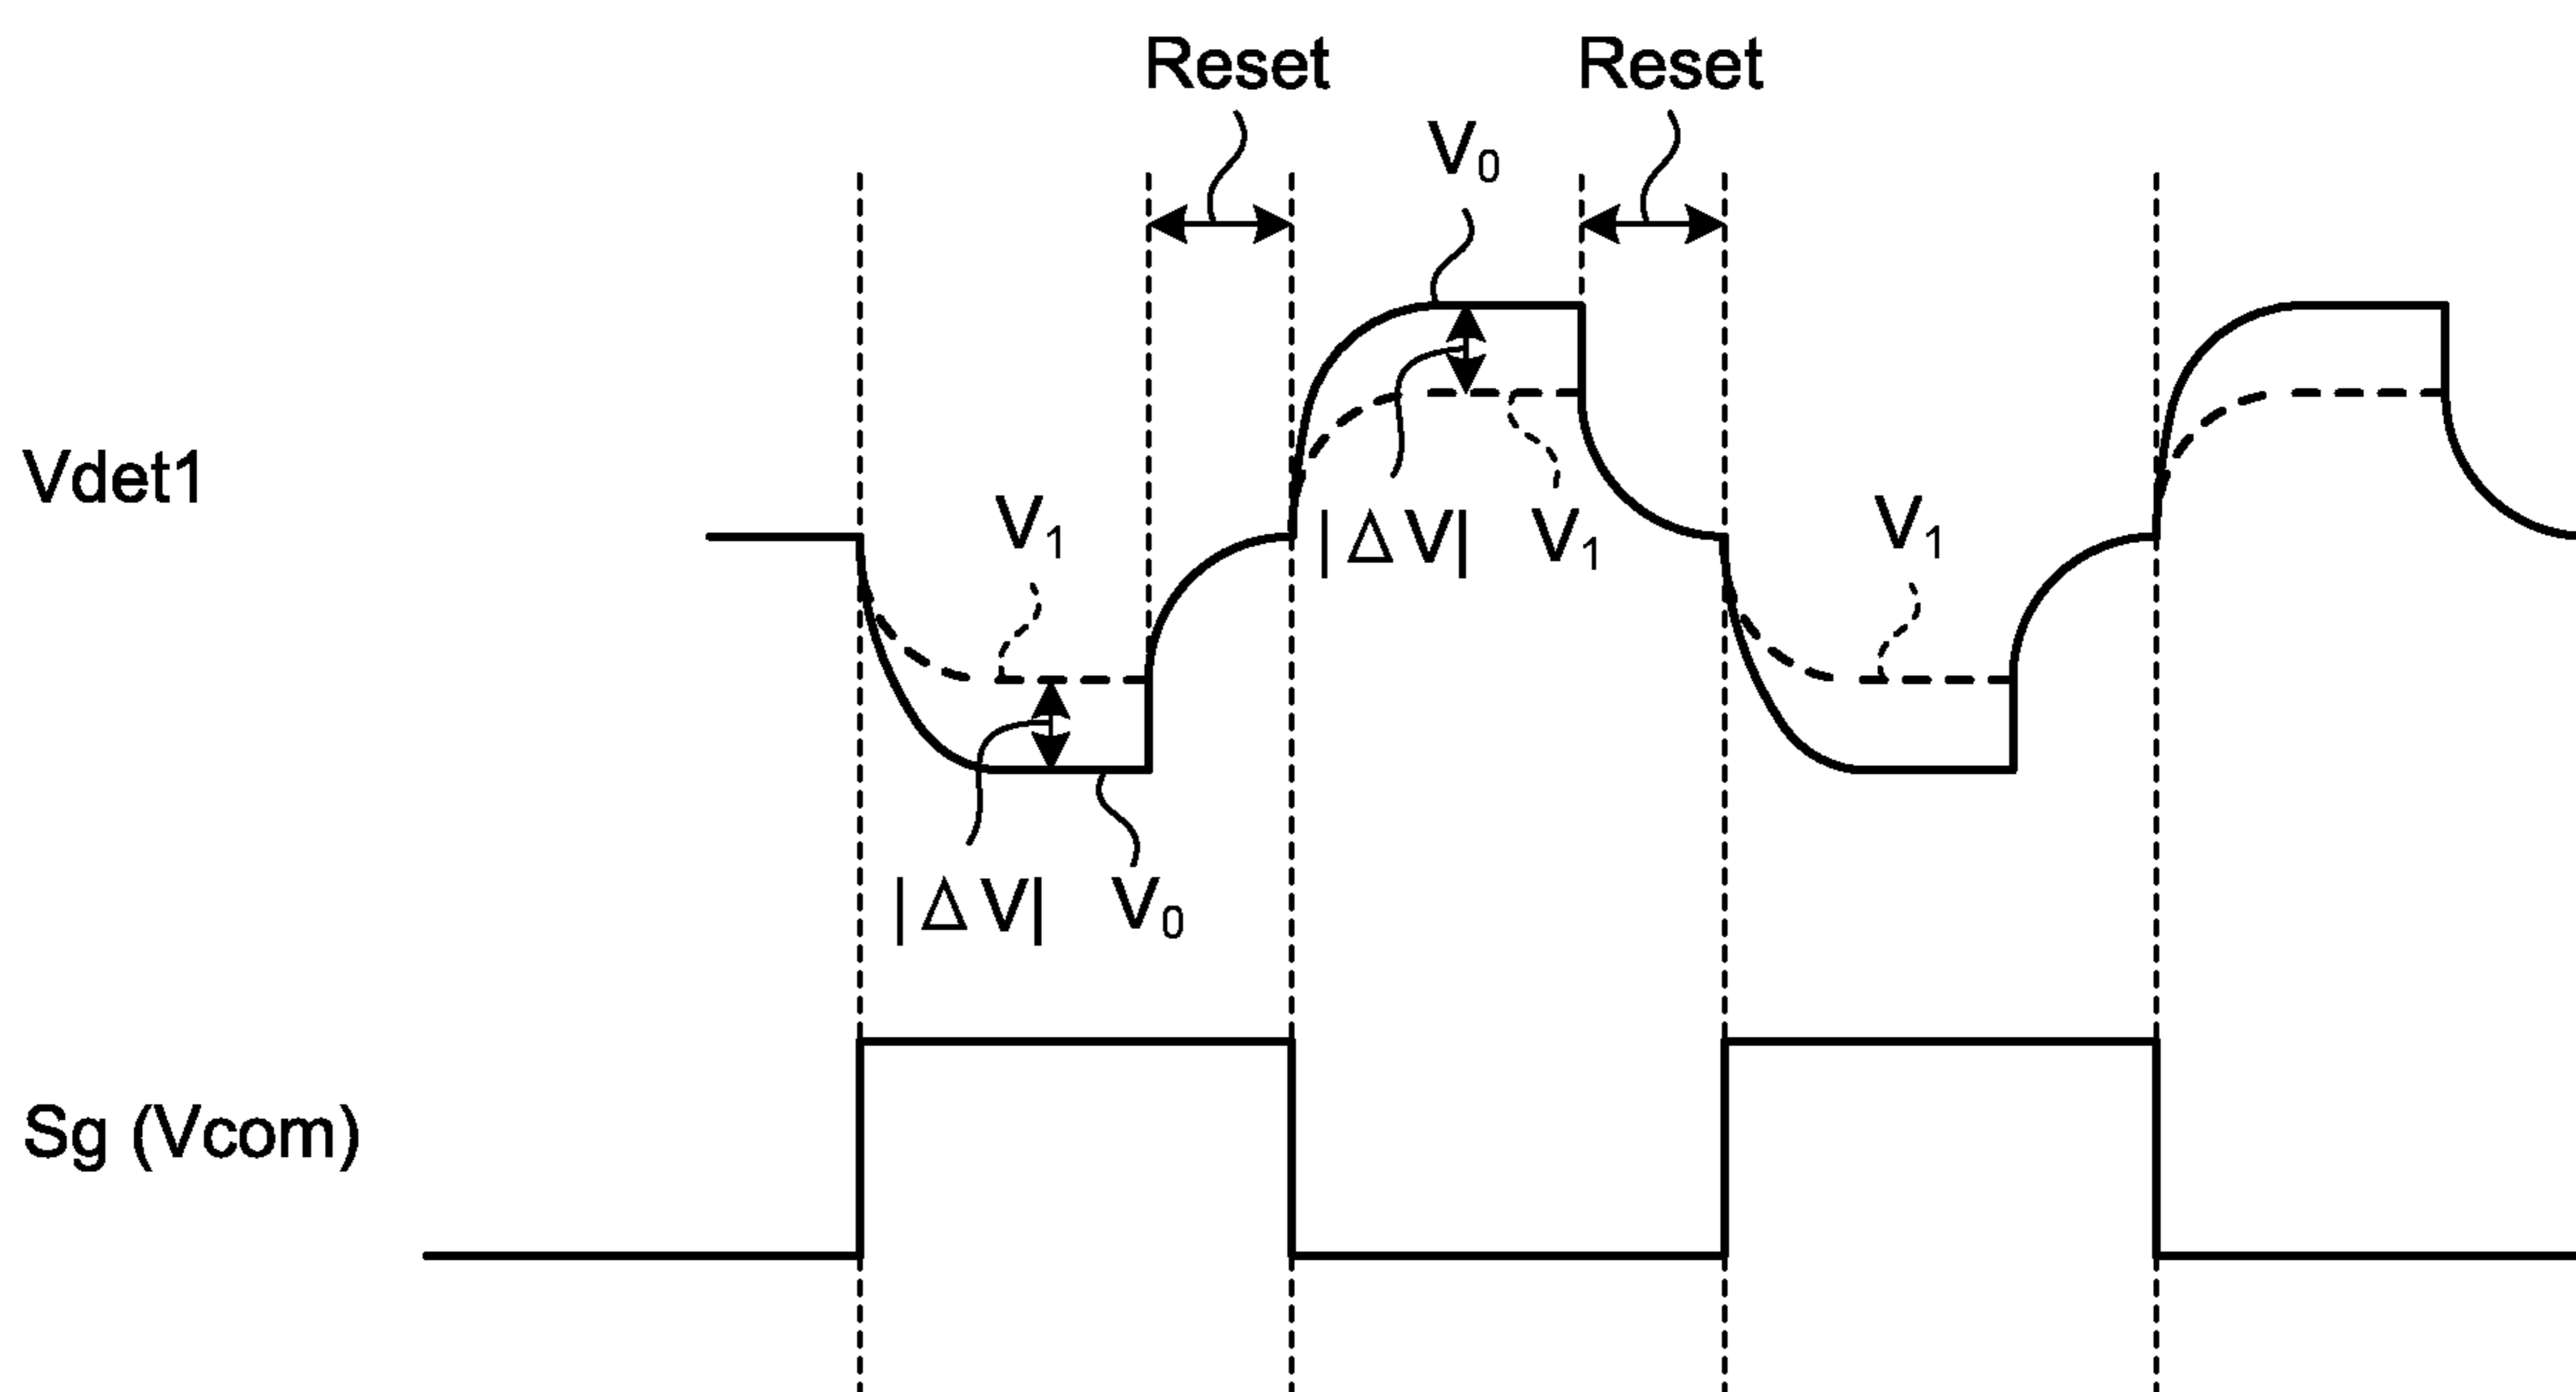 Reset Reset
V₀
Vdet1
V₁
|ΔV| V₁
V₁
|ΔV| V₀
Sg (Vcom)